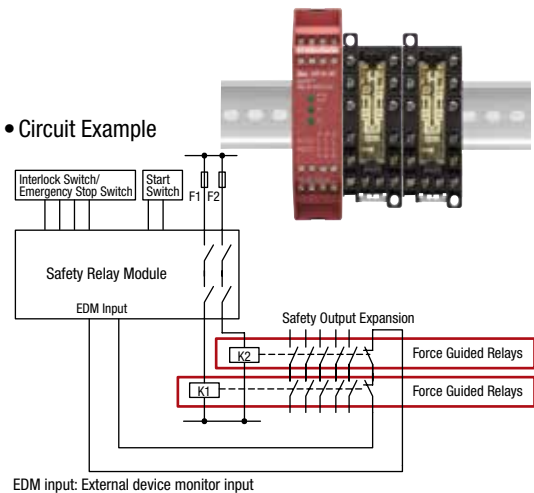 • Circuit Example
Interlock Switch/
Emergency Stop Switch
Start
Switch
F1 F2
Safety Relay Module
EDM Input
Safety Output Expansion
K2
Force Guided Relays
K1
Force Guided Relays
EDM input: External device monitor input